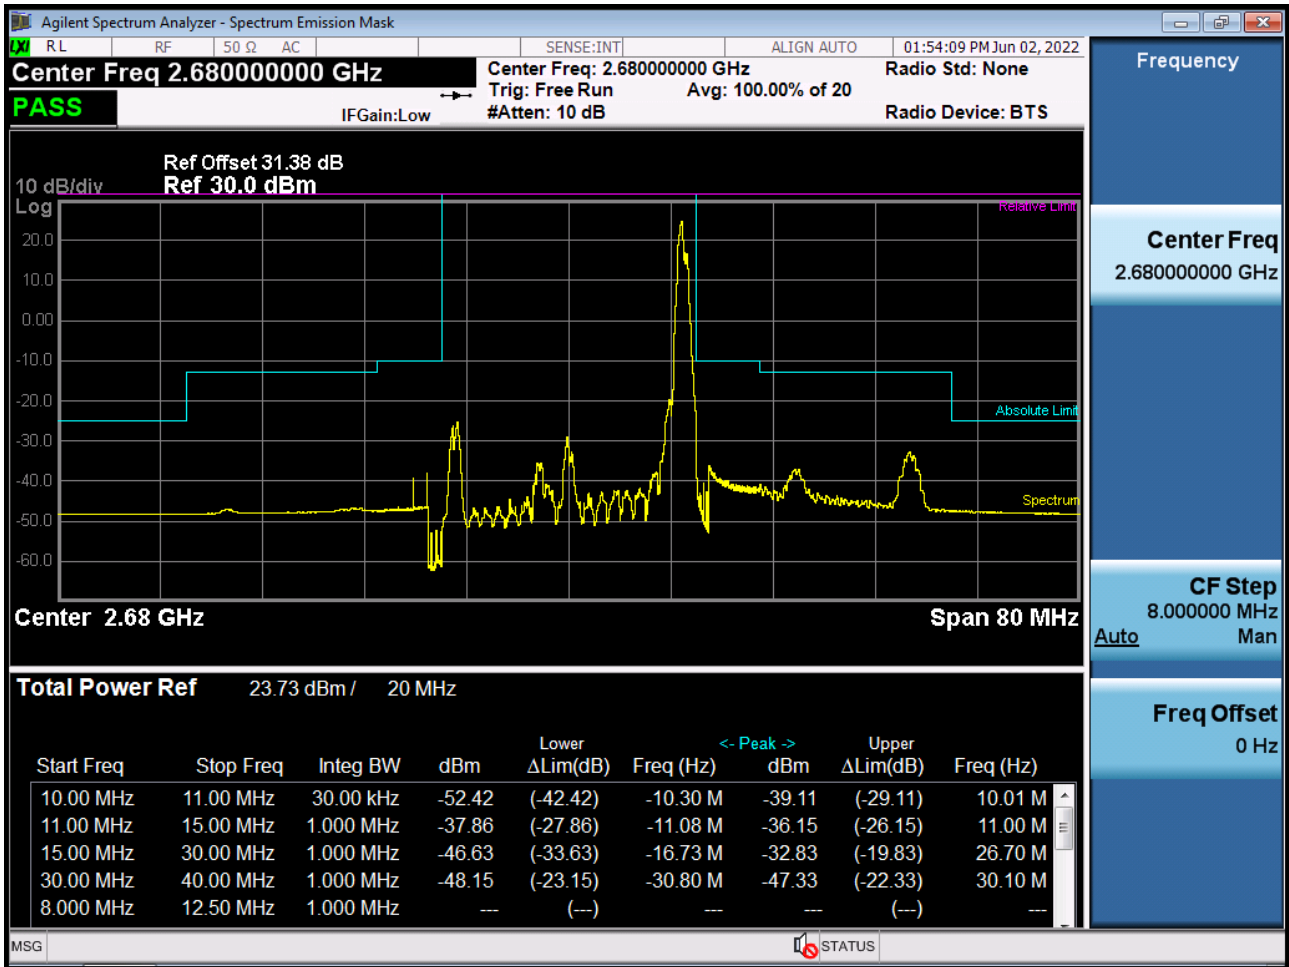 Agilent Spectrum Analyzer - Spectrum Emission Mask
LXI RL RF 50 Ω AC SENSE:INT ALIGN AUTO 01:54:09 PM Jun 02, 2022
Center Freq 2.680000000 GHz
Center Freq: 2.680000000 GHz
Radio Std: None
Trig: Free Run Avg: 100.00% of 20
PASS
IFGain:Low
#Atten: 10 dB
Radio Device: BTS
Ref Offset 31.38 dB
10 dB/div Ref 30.0 dBm
Log
Relative Limit
20.0
10.0
0.00
-10.0
-20.0
Absolute Limit
-30.0
-40.0
Spectrum
-50.0
-60.0
Center 2.68 GHz
Span 80 MHz
Total Power Ref 23.73 dBm / 20 MHz
Lower <- Peak -> Upper
Start Freq Stop Freq Integ BW dBm ΔLim(dB) Freq (Hz) dBm ΔLim(dB) Freq (Hz)
10.00 MHz 11.00 MHz 30.00 kHz -52.42 (-42.42) -10.30 M -39.11 (-29.11) 10.01 M
11.00 MHz 15.00 MHz 1.000 MHz -37.86 (-27.86) -11.08 M -36.15 (-26.15) 11.00 M
15.00 MHz 30.00 MHz 1.000 MHz -46.63 (-33.63) -16.73 M -32.83 (-19.83) 26.70 M
30.00 MHz 40.00 MHz 1.000 MHz -48.15 (-23.15) -30.80 M -47.33 (-22.33) 30.10 M
8.000 MHz 12.50 MHz 1.000 MHz --- (---) --- --- (---) ---
MSG
STATUS
Frequency
Center Freq
2.680000000 GHz
CF Step
8.000000 MHz
Auto Man
Freq Offset
0 Hz